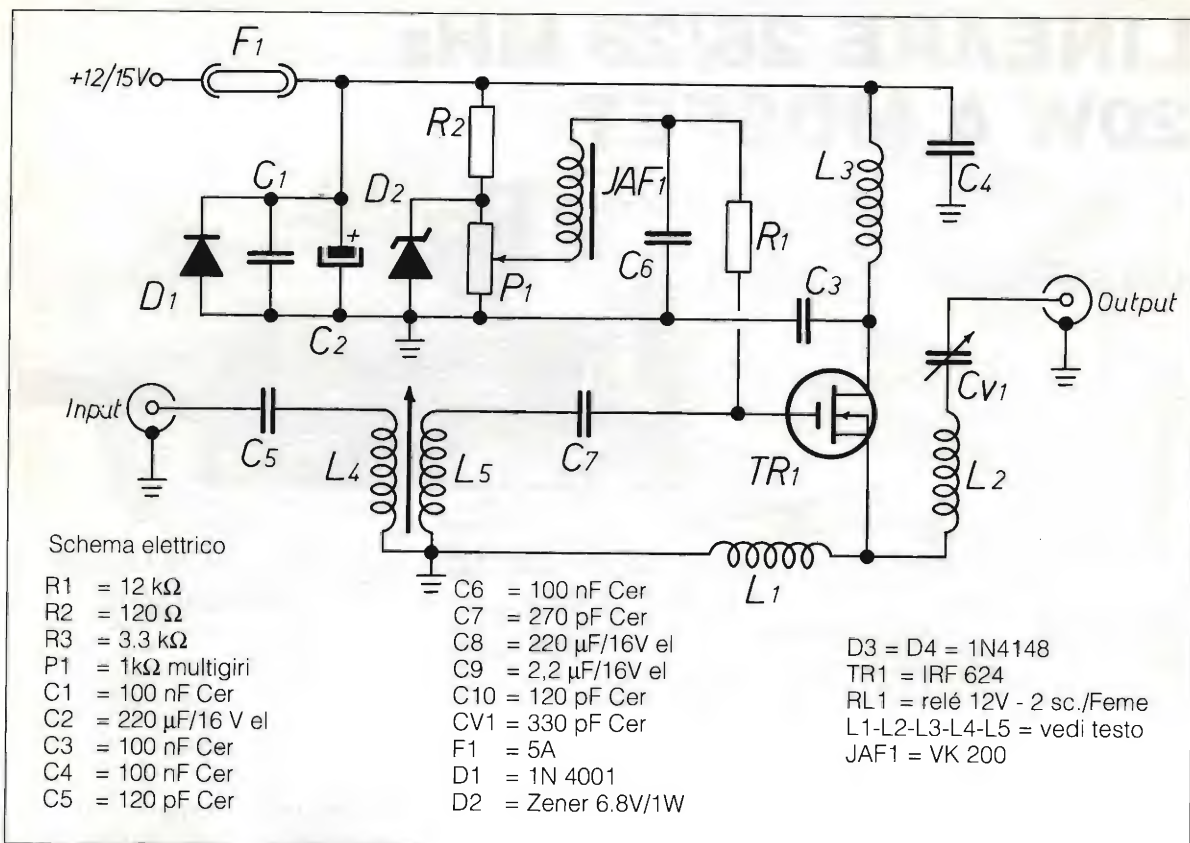 F1
+12/15V
R2
L3
C4
C1
D2
JAF1
R1
C6
C3
P1
D1
+
C2
Output
CV1
Input
C5
L4
L5
C7
TR1
L2
L1
Schema elettrico
R1 = 12 kΩ
R2 = 120 Ω
R3 = 3.3 kΩ
P1 = 1kΩ multigiri
C1 = 100 nF Cer
C2 = 220 µF/16 V el
C3 = 100 nF Cer
C4 = 100 nF Cer
C5 = 120 pF Cer
C6 = 100 nF Cer
C7 = 270 pF Cer
C8 = 220 µF/16V el
C9 = 2,2 µF/16V el
C10 = 120 pF Cer
CV1 = 330 pF Cer
F1 = 5A
D1 = 1N 4001
D2 = Zener 6.8V/1W
D3 = D4 = 1N4148
TR1 = IRF 624
RL1 = relé 12V - 2 sc./Feme
L1-L2-L3-L4-L5 = vedi testo
JAF1 = VK 200